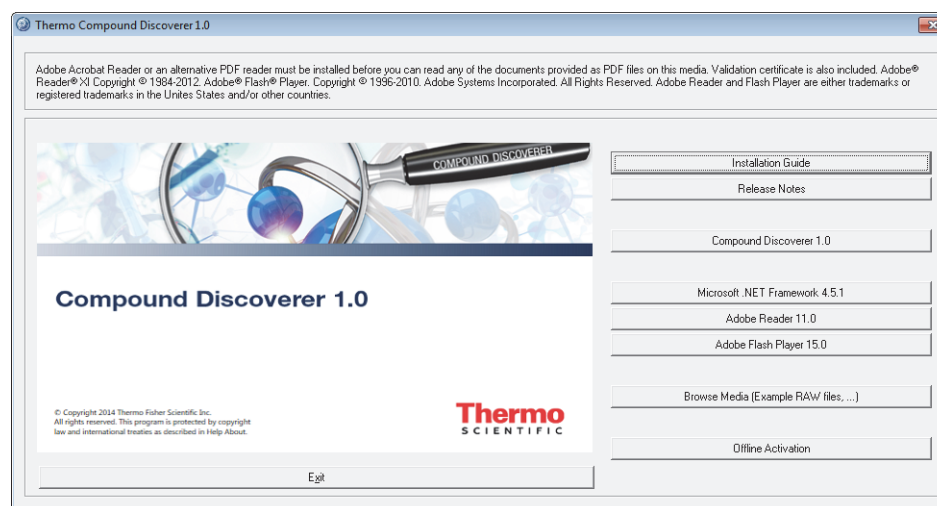 Thermo Compound Discoverer 1.0
Adobe Acrobat Reader or an alternative PDF reader must be installed before you can read any of the documents provided as PDF files on this media. Validation certificate is also included. Adobe®
Reader® XI Copyright © 1984-2012. Adobe® Flash® Player. Copyright © 1996-2010. Adobe Systems Incorporated. All Rights Reserved. Adobe Reader and Flash Player are either trademarks or
registered trademarks in the Unites States and/or other countries.
COMPOUND DISCOVERER
Compound Discoverer 1.0
© Copyright 2014 Thermo Fisher Scientific Inc.
All rights reserved. This program is protected by copyright
law and international treaties as described in Help About.
Thermo
SCIENTIFIC
Exit
Installation Guide
Release Notes
Compound Discoverer 1.0
Microsoft .NET Framework 4.5.1
Adobe Reader 11.0
Adobe Flash Player 15.0
Browse Media (Example RAW files, ...)
Offline Activation